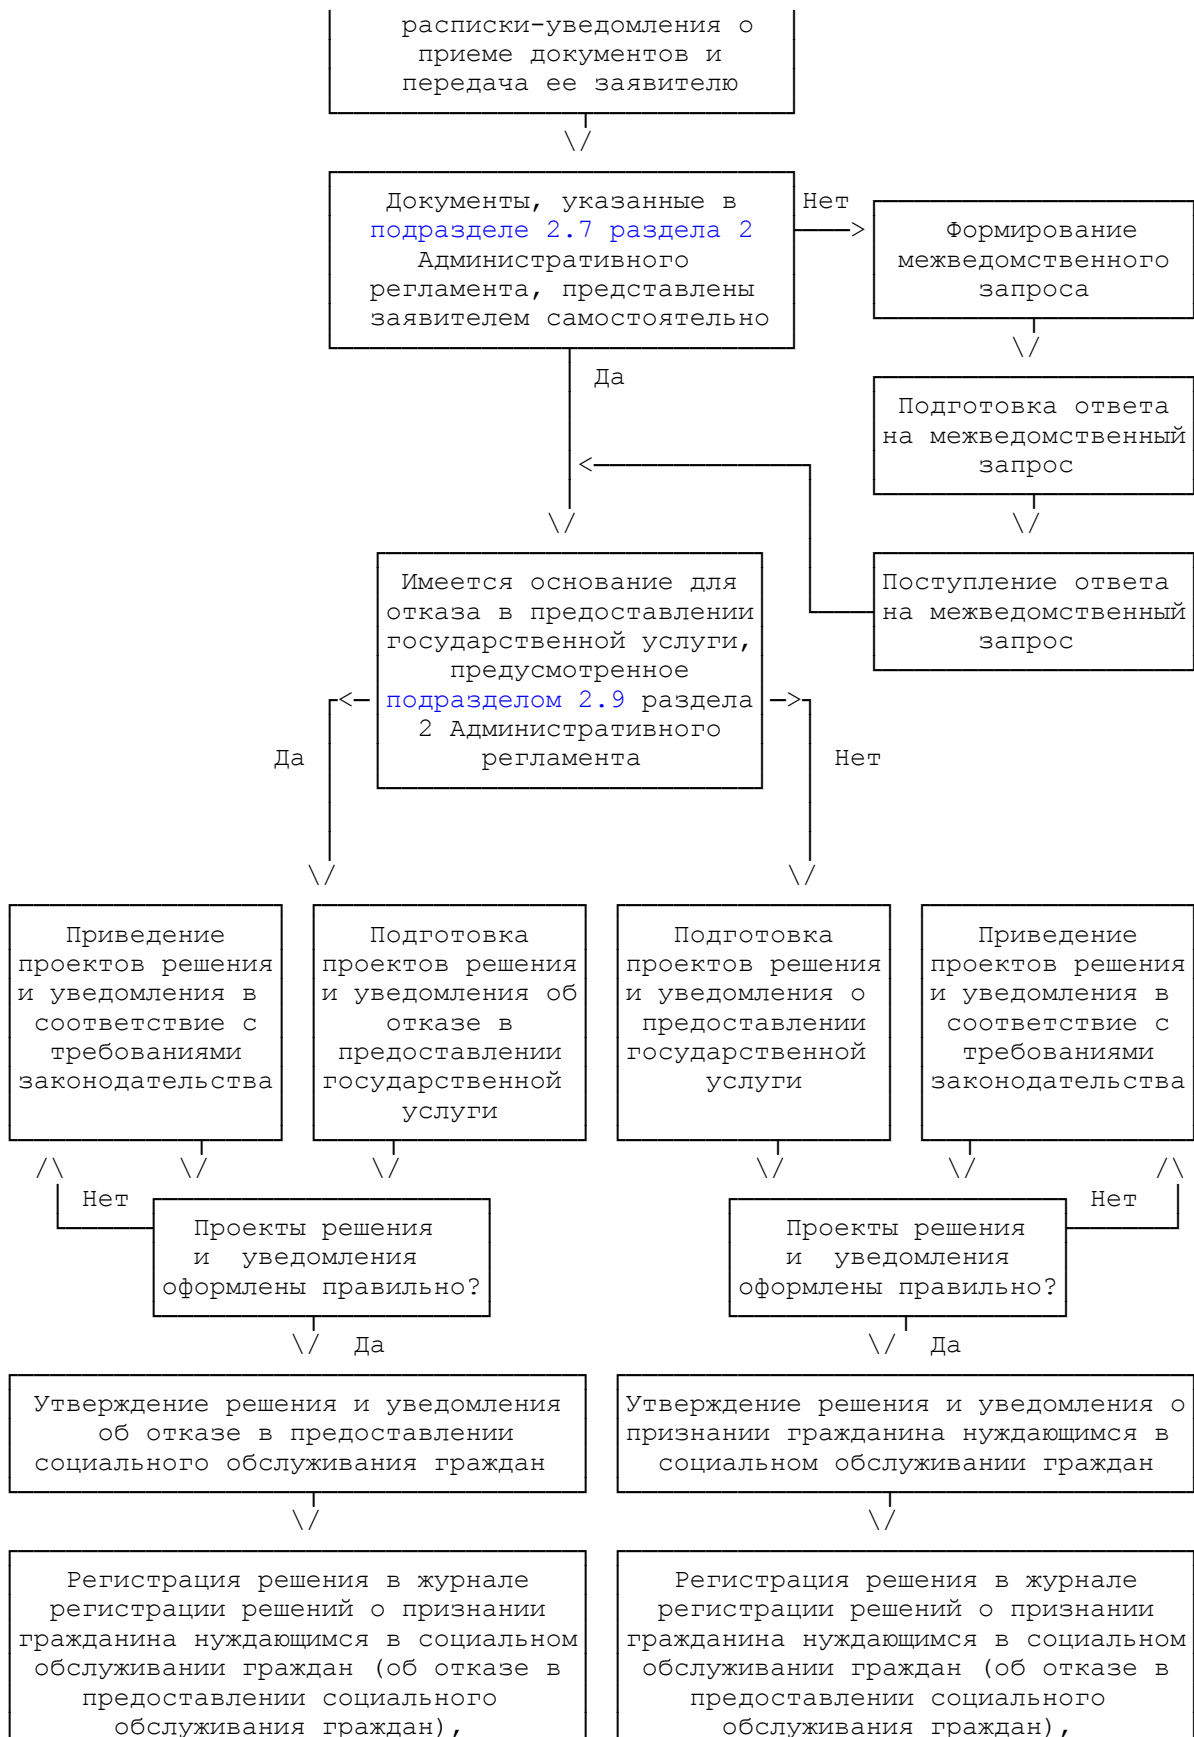 расписки-уведомления о
приеме документов и
передача ее заявителю
\/
Документы, указанные в
подразделе 2.7 раздела 2
Административного
регламента, представлены
заявителем самостоятельно
Нет
>
Формирование
межведомственного
запроса
\/
Да
Подготовка ответа
на межведомственный
запрос
<
\/
\/
Поступление ответа
на межведомственный
запрос
Имеется основание для
отказа в предоставлении
государственной услуги,
предусмотренное
подразделом 2.9 раздела
2 Административного
регламента
<
>
Да
Нет
\/
\/
Приведение
проектов решения
и уведомления в
соответствие с
требованиями
законодательства
Подготовка
проектов решения
и уведомления об
отказе в
предоставлении
государственной
услуги
Подготовка
проектов решения
и уведомления о
предоставлении
государственной
услуги
Приведение
проектов решения
и уведомления в
соответствие с
требованиями
законодательства
/\ \/ \/ \/ \/ /\
Нет
Проекты решения
и уведомления
оформлены правильно?
Проекты решения
и уведомления
оформлены правильно?
Нет
\/ Да
\/ Да
Утверждение решения и уведомления
об отказе в предоставлении
социального обслуживания граждан
Утверждение решения и уведомления о
признании гражданина нуждающимся в
социальном обслуживании граждан
\/
\/
Регистрация решения в журнале
регистрации решений о признании
гражданина нуждающимся в социальном
обслуживании граждан (об отказе в
предоставлении социального
обслуживания граждан),
Регистрация решения в журнале
регистрации решений о признании
гражданина нуждающимся в социальном
обслуживании граждан (об отказе в
предоставлении социального
обслуживания граждан),